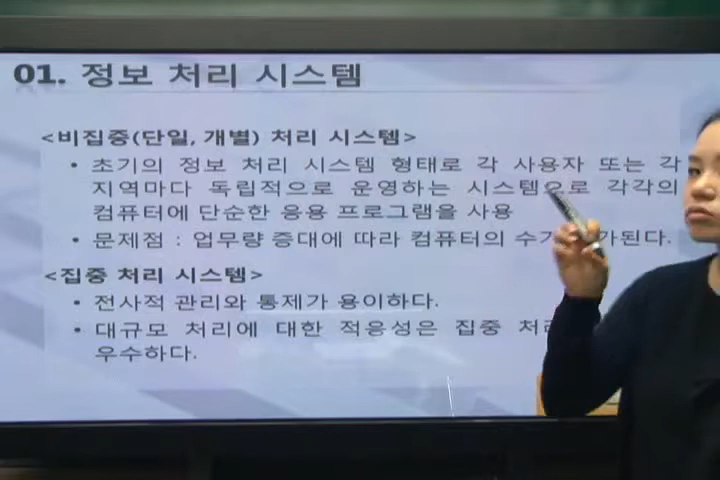 01. 정보 처리 시스템
<비집중(단일, 개별) 처리 시스템>
• 초기의 정보 처리 시스템 형태로 각 사용자 또는 각
지역마다 독립적으로 운영하는 시스템으로 각각의
컴퓨터에 단순한 응용 프로그램을 사용
• 문제점 : 업무량 증대에 따라 컴퓨터의
<집중 처리 시스템>
• 전사적 관리와 통제가 용이하다.
• 대규모 처리에 대한 적응성은 집중
우수하다.